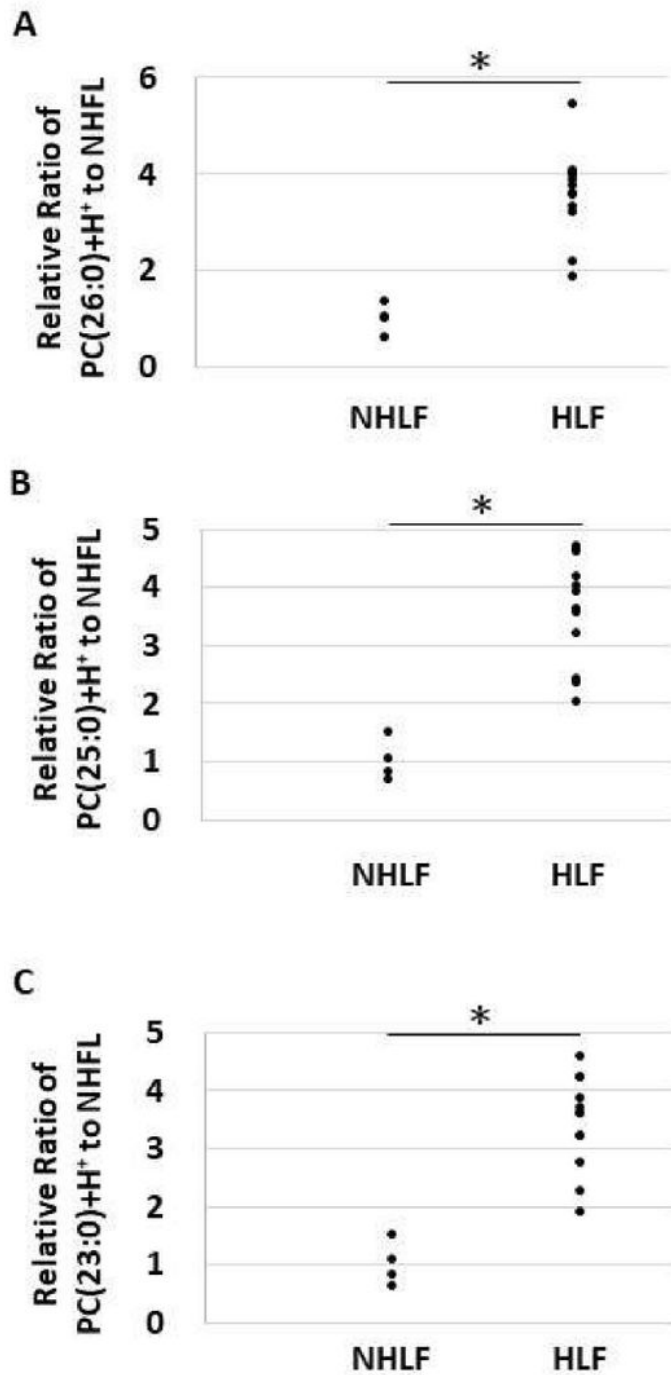 A
Relative Ratio of
PC(26:0)+H⁺ to NHFL
6
4
2
0
*
NHLF
HLF
B
Relative Ratio of
PC(25:0)+H⁺ to NHFL
5
4
3
2
1
0
*
NHLF
HLF
C
Relative Ratio of
PC(23:0)+H⁺ to NHFL
5
4
3
2
1
0
*
NHLF
HLF